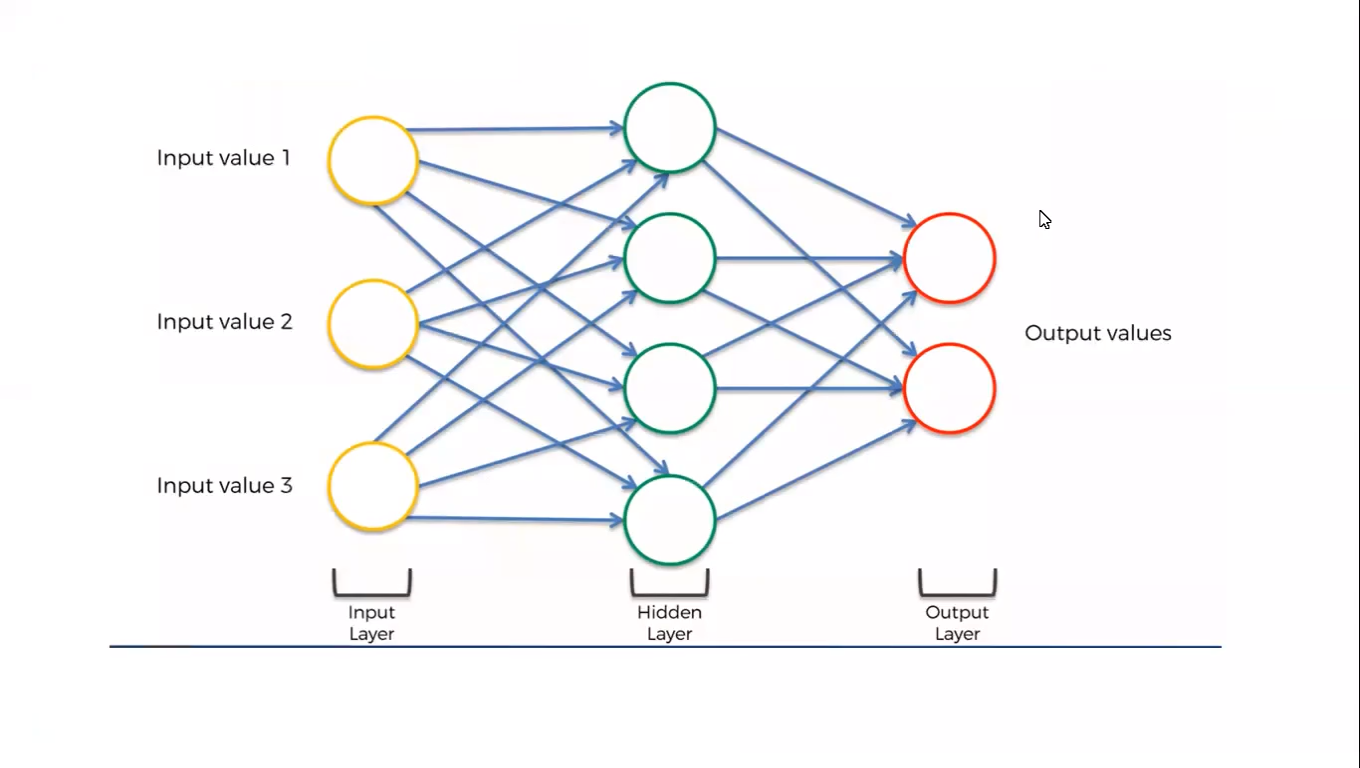 Input value 1
Input value 2
Output values
Input value 3
Input
Layer
Hidden
Layer
Output
Layer